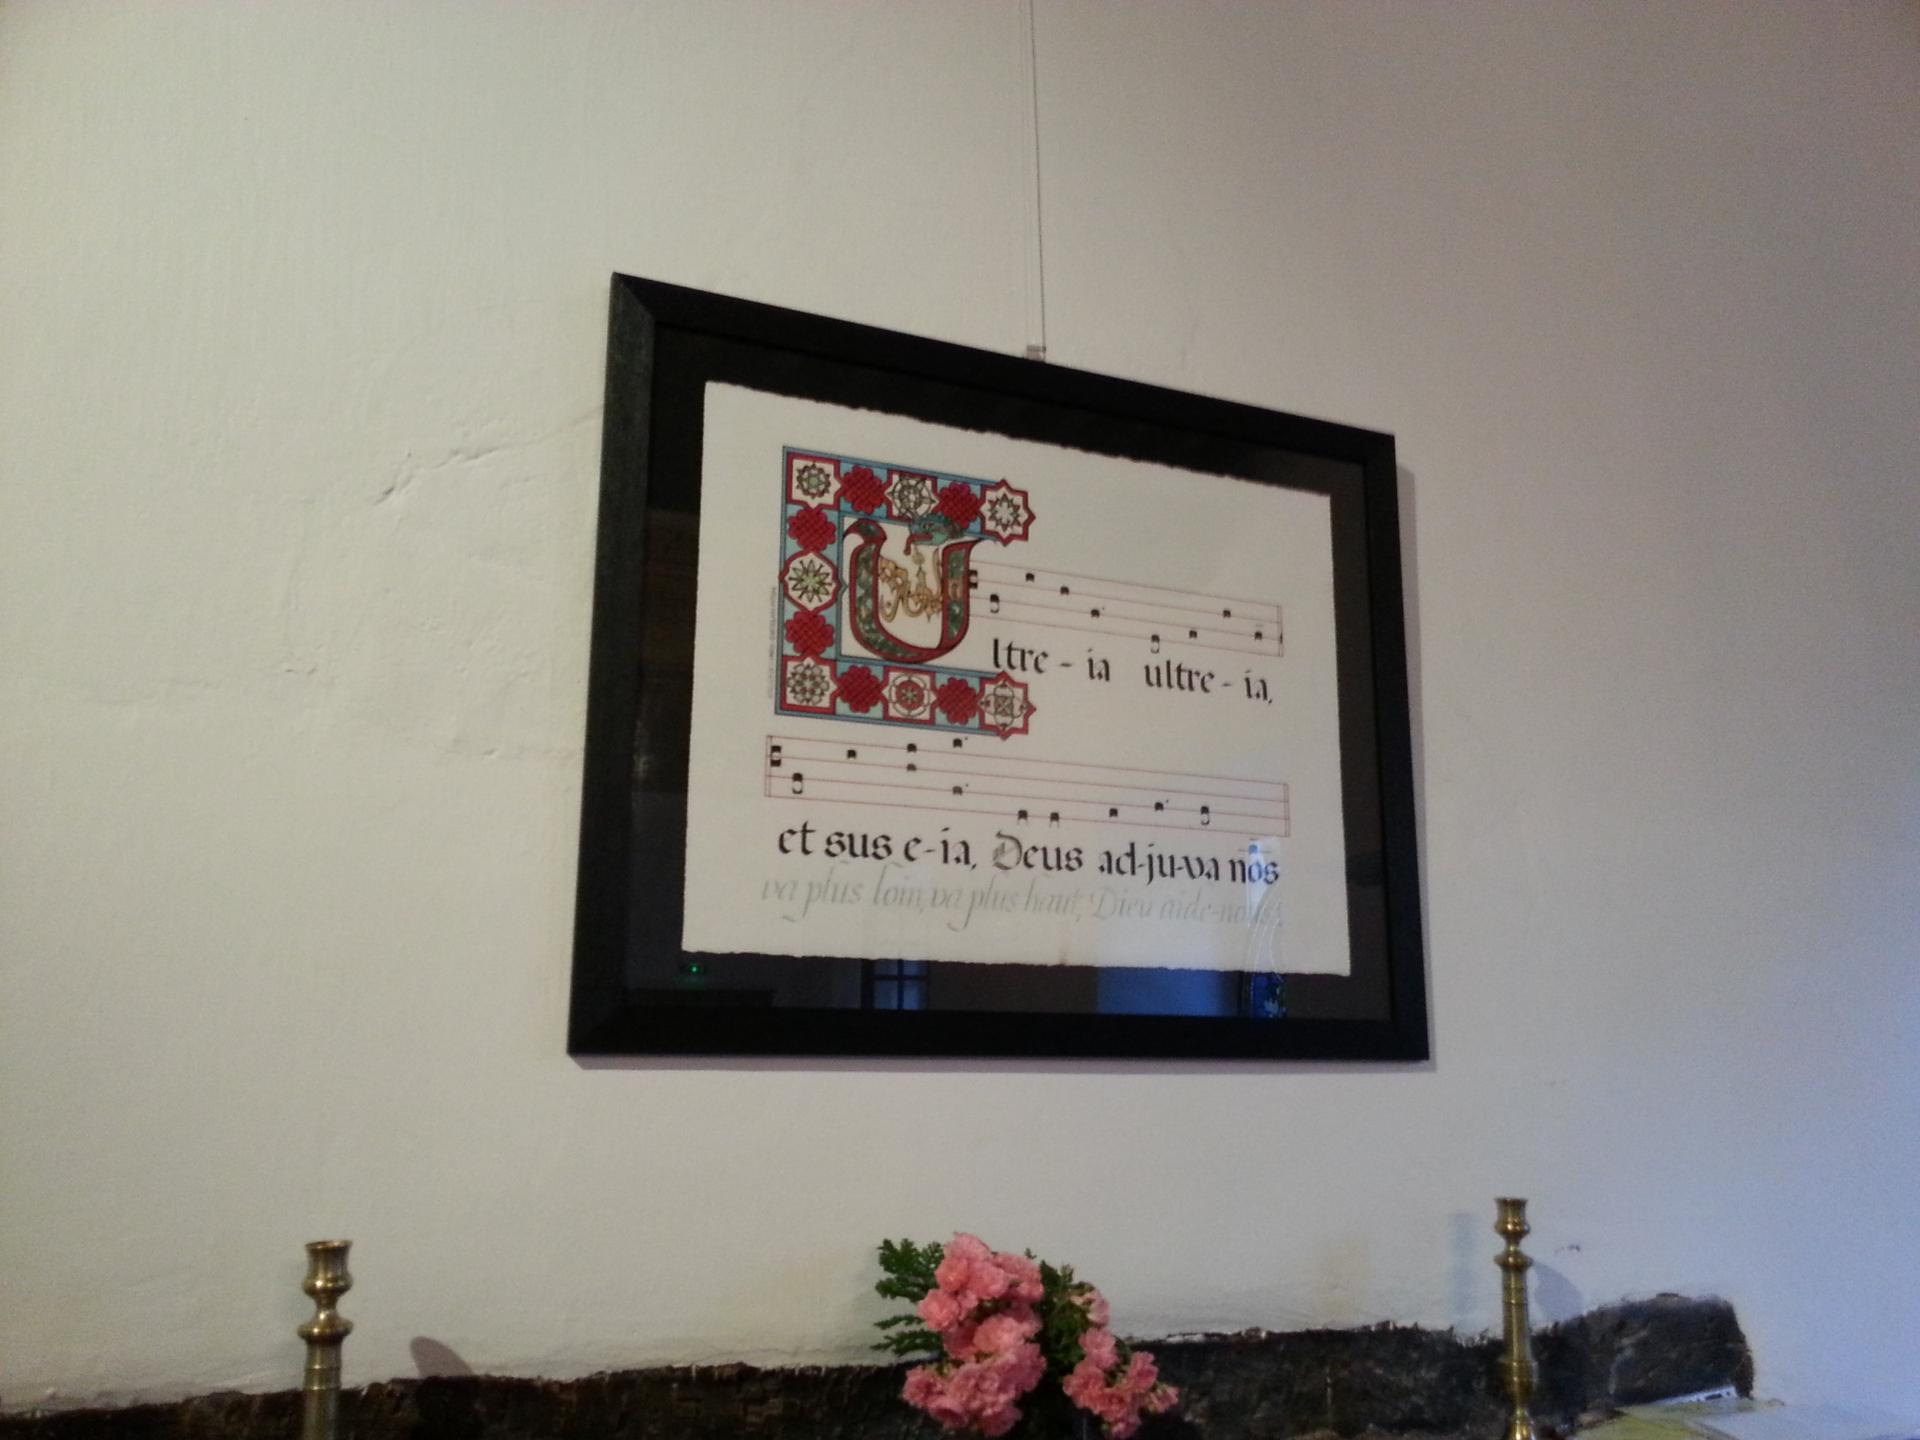 Ultre-ia ultre-ia,
et sus e-ia, Deus ad-ju-va nos
va plus loin, va plus haut, Dieu aide-nous!